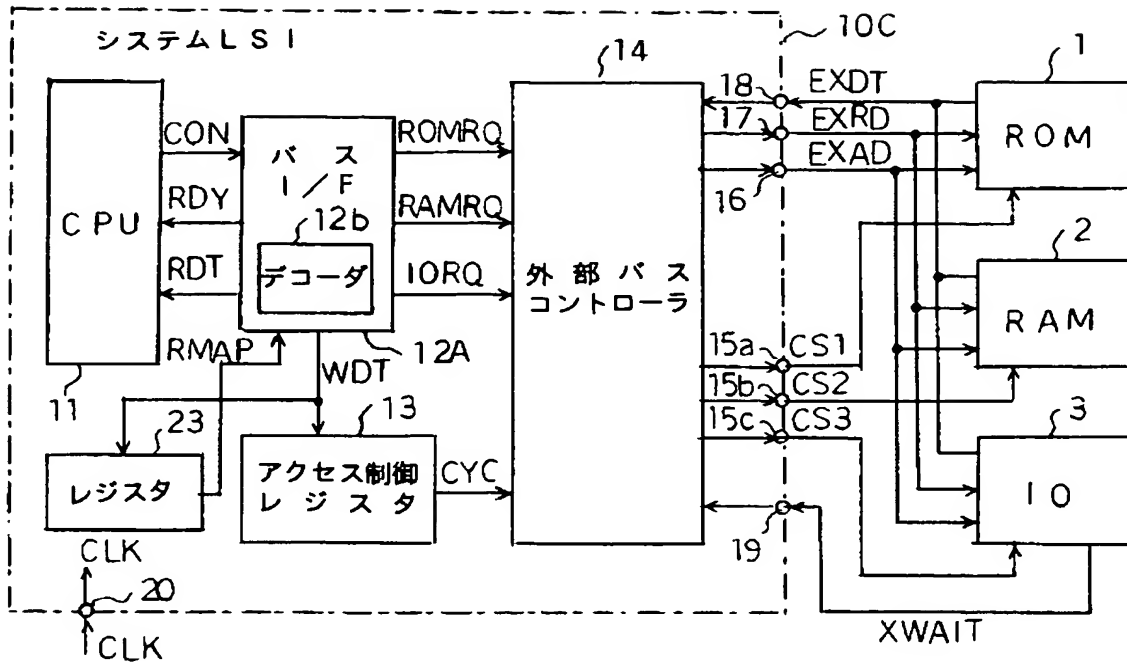 システムLSI
10C
14
1
CON
RDY
RDT
CPU
11
バス
I/F
12b
デコーダ
12A
ROMRQ
RAMRQ
IORQ
外部バス
コントローラ
18
EXDT
17
EXRD
16
EXAD
ROM
2
RAM
15a
CS1
15b
CS2
15c
CS3
3
IO
19
XWAIT
RMAP
WDT
23
レジスタ
13
アクセス制御
レジスタ
CYC
CLK
20
CLK